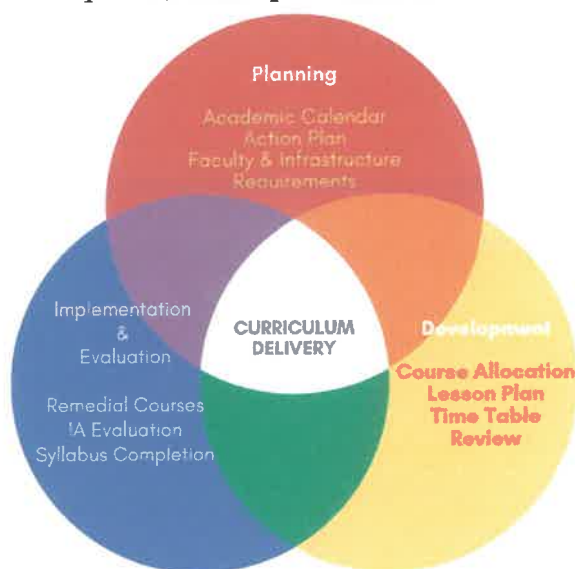 Planning
Academic Calendar
Action Plan
Faculty & Infrastructure
Requirements
Implementation
&
Evaluation
Remedial Courses
IA Evaluation
Syllabus Completion
CURRICULUM
DELIVERY
Development
Course Allocation
Lesson Plan
Time Table
Review